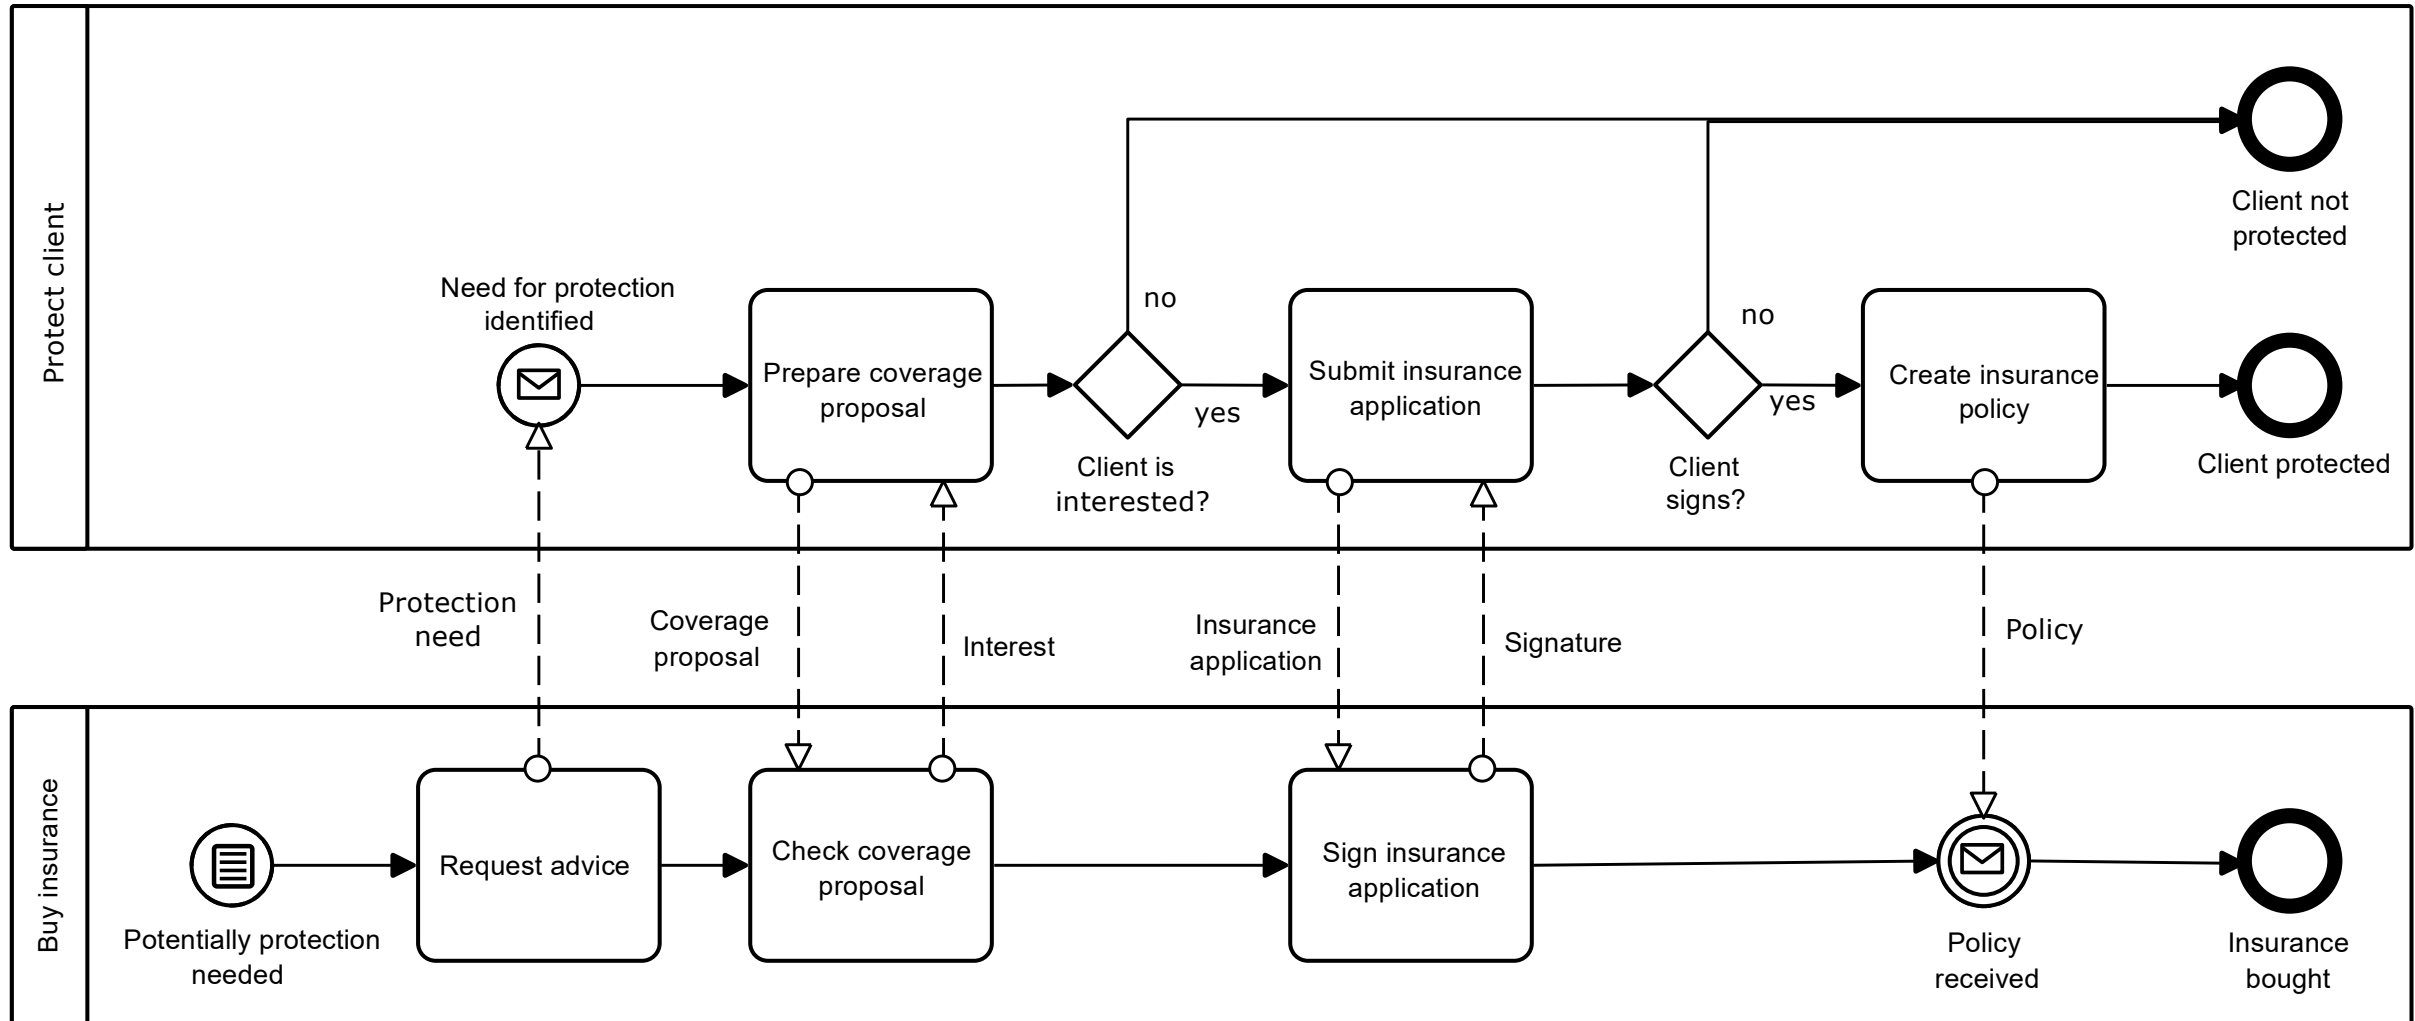 Protect client
Need for protection
identified
Prepare coverage
proposal
no
yes
Client is
interested?
Submit insurance
application
no
yes
Client
signs?
Create insurance
policy
Client not
protected
Client protected
Protection
need
Coverage
proposal
Interest
Insurance
application
Signature
Policy
Buy insurance
Potentially protection
needed
Request advice
Check coverage
proposal
Sign insurance
application
Policy
received
Insurance
bought